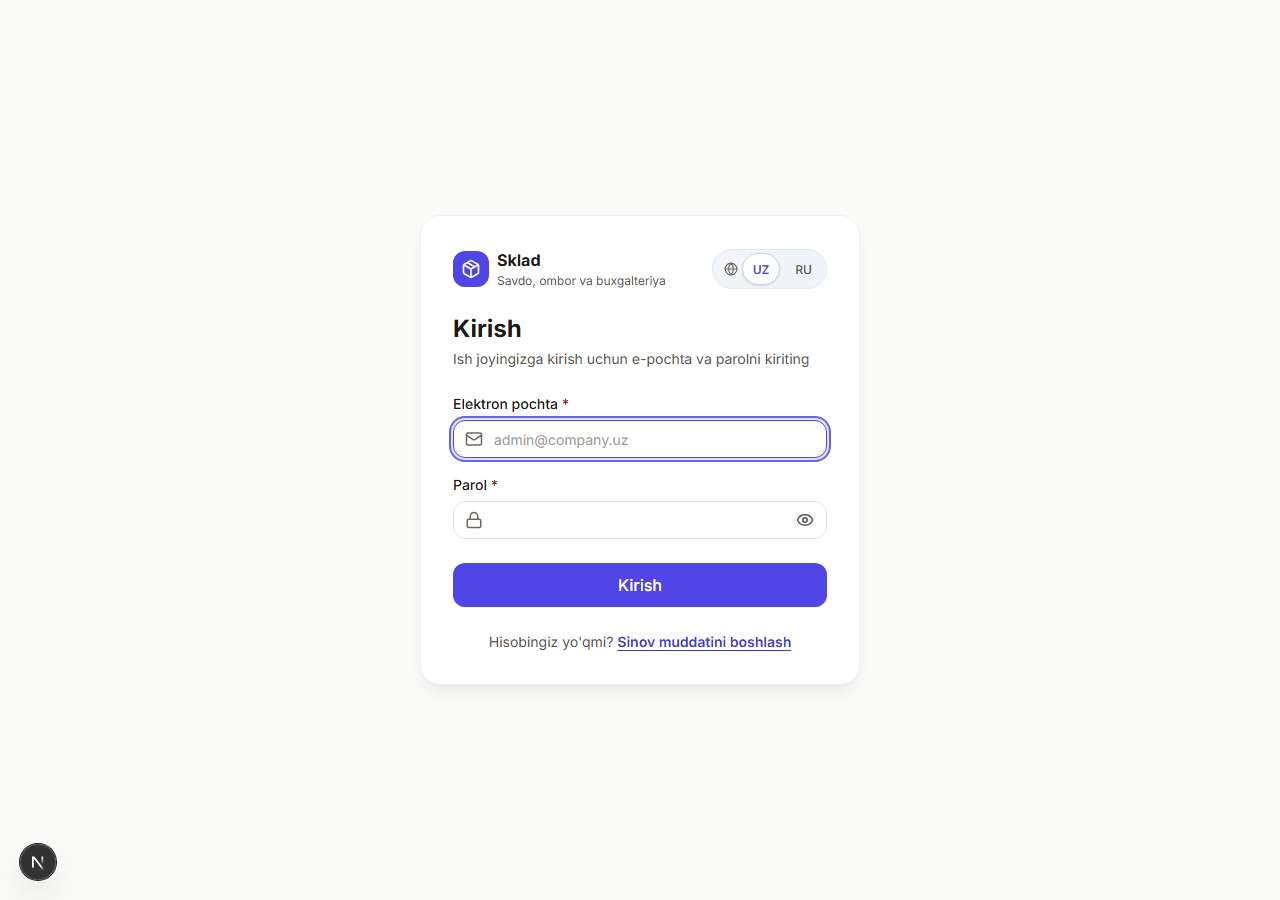 Sklad
Savdo, ombor va buxgalteriya
UZ
RU
Kirish
Ish joyingizga kirish uchun e-pochta va parolni kiriting
Elektron pochta *
admin@company.uz
Parol *
Kirish
Hisobingiz yo'qmi? Sinov muddatini boshlash
N